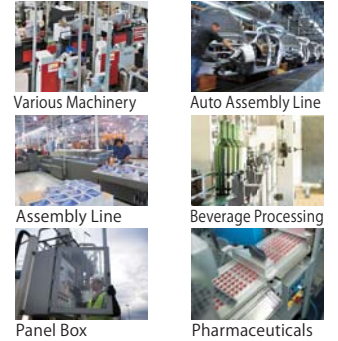 Various Machinery
Auto Assembly Line
Assembly Line
Beverage Processing
Panel Box
Pharmaceuticals